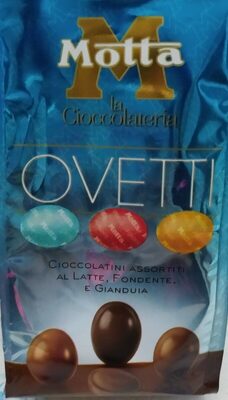 M
Motta
la
Cioccolateria
OVETTI
CIOCCOLATINI ASSORTITI
AL LATTE, FONDENTE,
E GIANDUIA